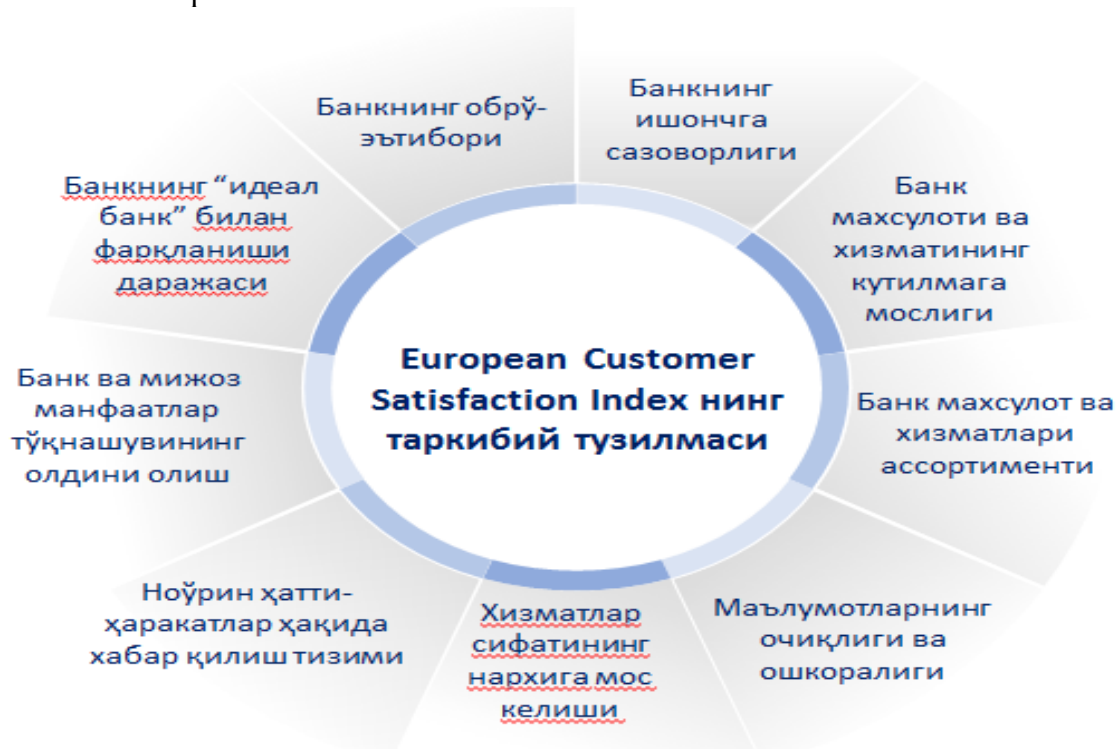 Банкнинг обрў-
эътибори
Банкнинг
ишончга
сазоворлиги
Банк
махсулоти ва
хизматининг
кутилмага
мослиги
Банк махсулот ва
хизматлари
ассортименти
Маълумотларнинг
очиқлиги ва
ошкоралиги
Хизматлар
сифатининг
нархига мос
келиши
Ноўрин ҳатти-
ҳаракатлар ҳақида
хабар қилиш тизими
Банк ва мижоз
манфаатлар
тўқнашувининг
олдини олиш
Банкнинг “идеал
банк” билан
фарқланиши
даражаси
European Customer
Satisfaction Index нинг
таркибий тузилмаси